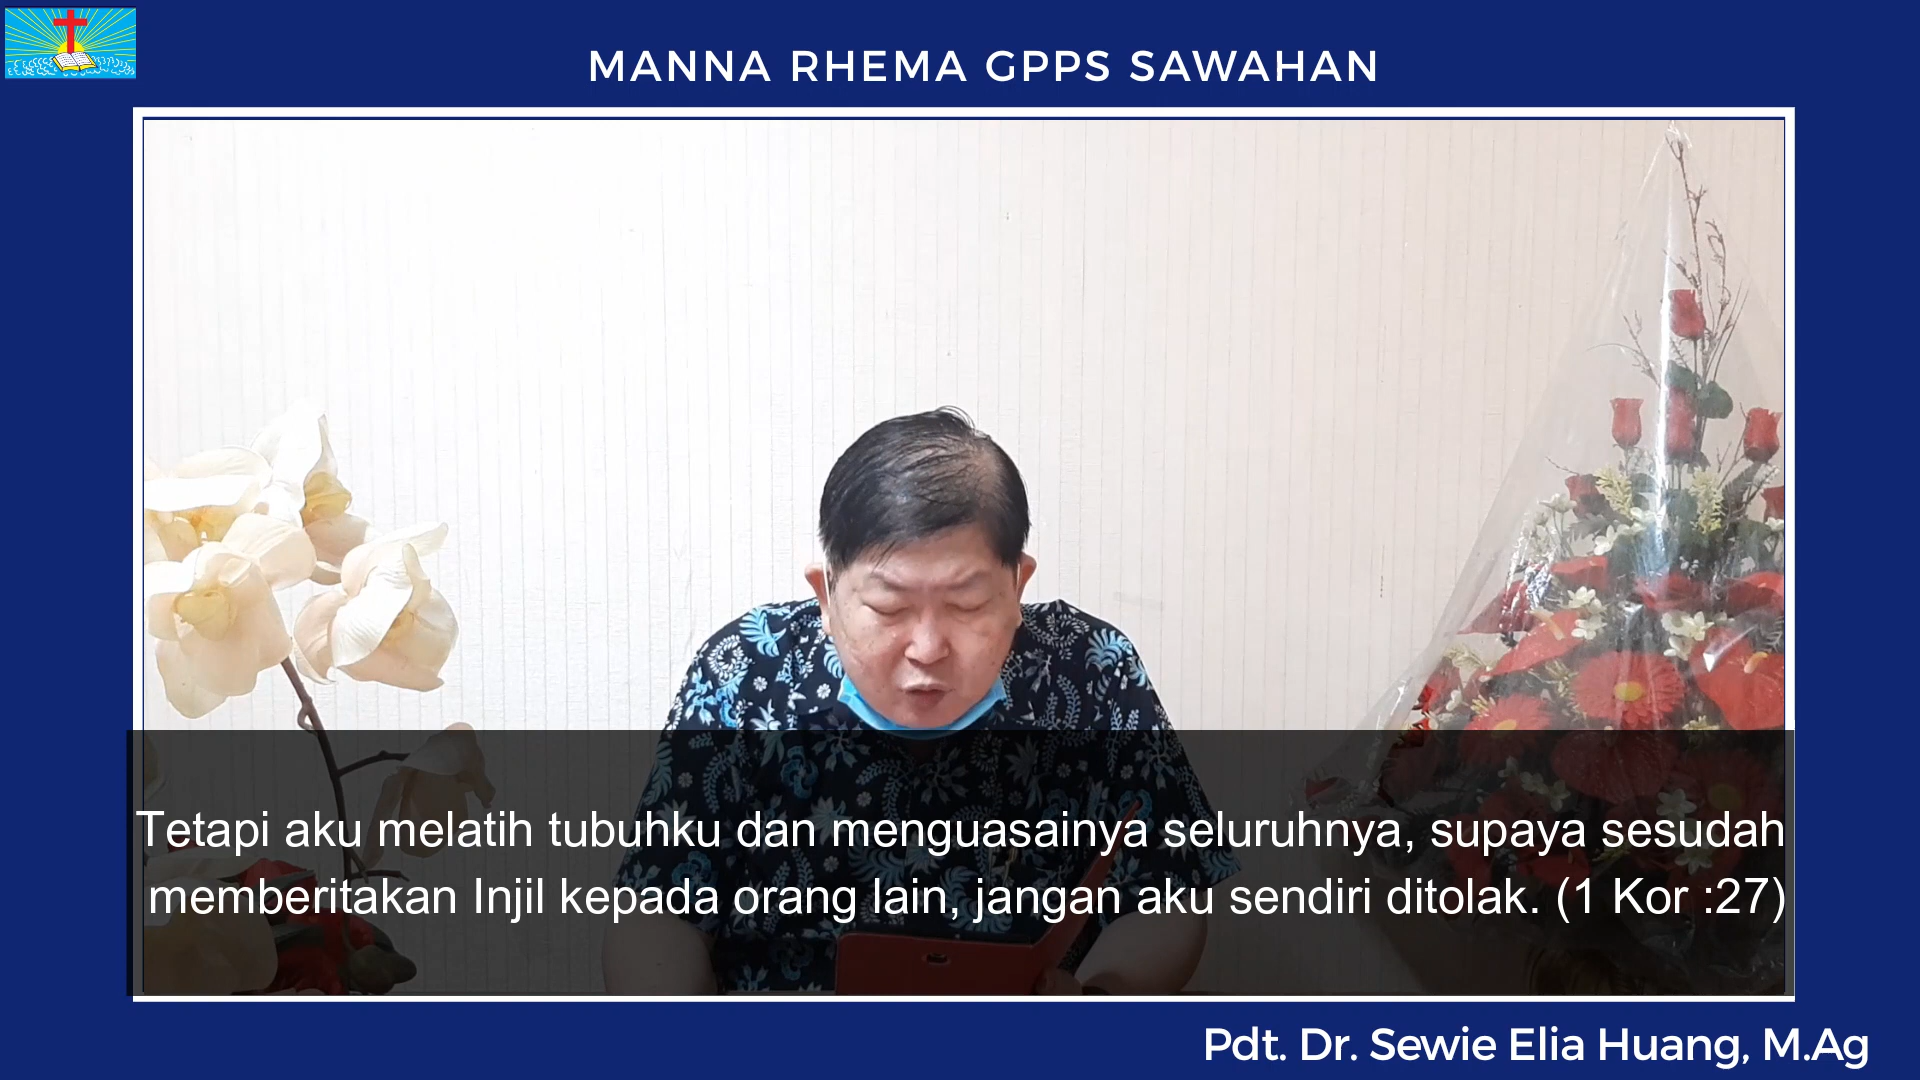 MANNA RHEMA GPPS SAWAHAN
Tetapi aku melatih tubuhku dan menguasainya seluruhnya, supaya sesudah
memberitakan Injil kepada orang lain, jangan aku sendiri ditolak. (1 Kor :27)
Pdt. Dr. Sewie Elia Huang, M.Ag